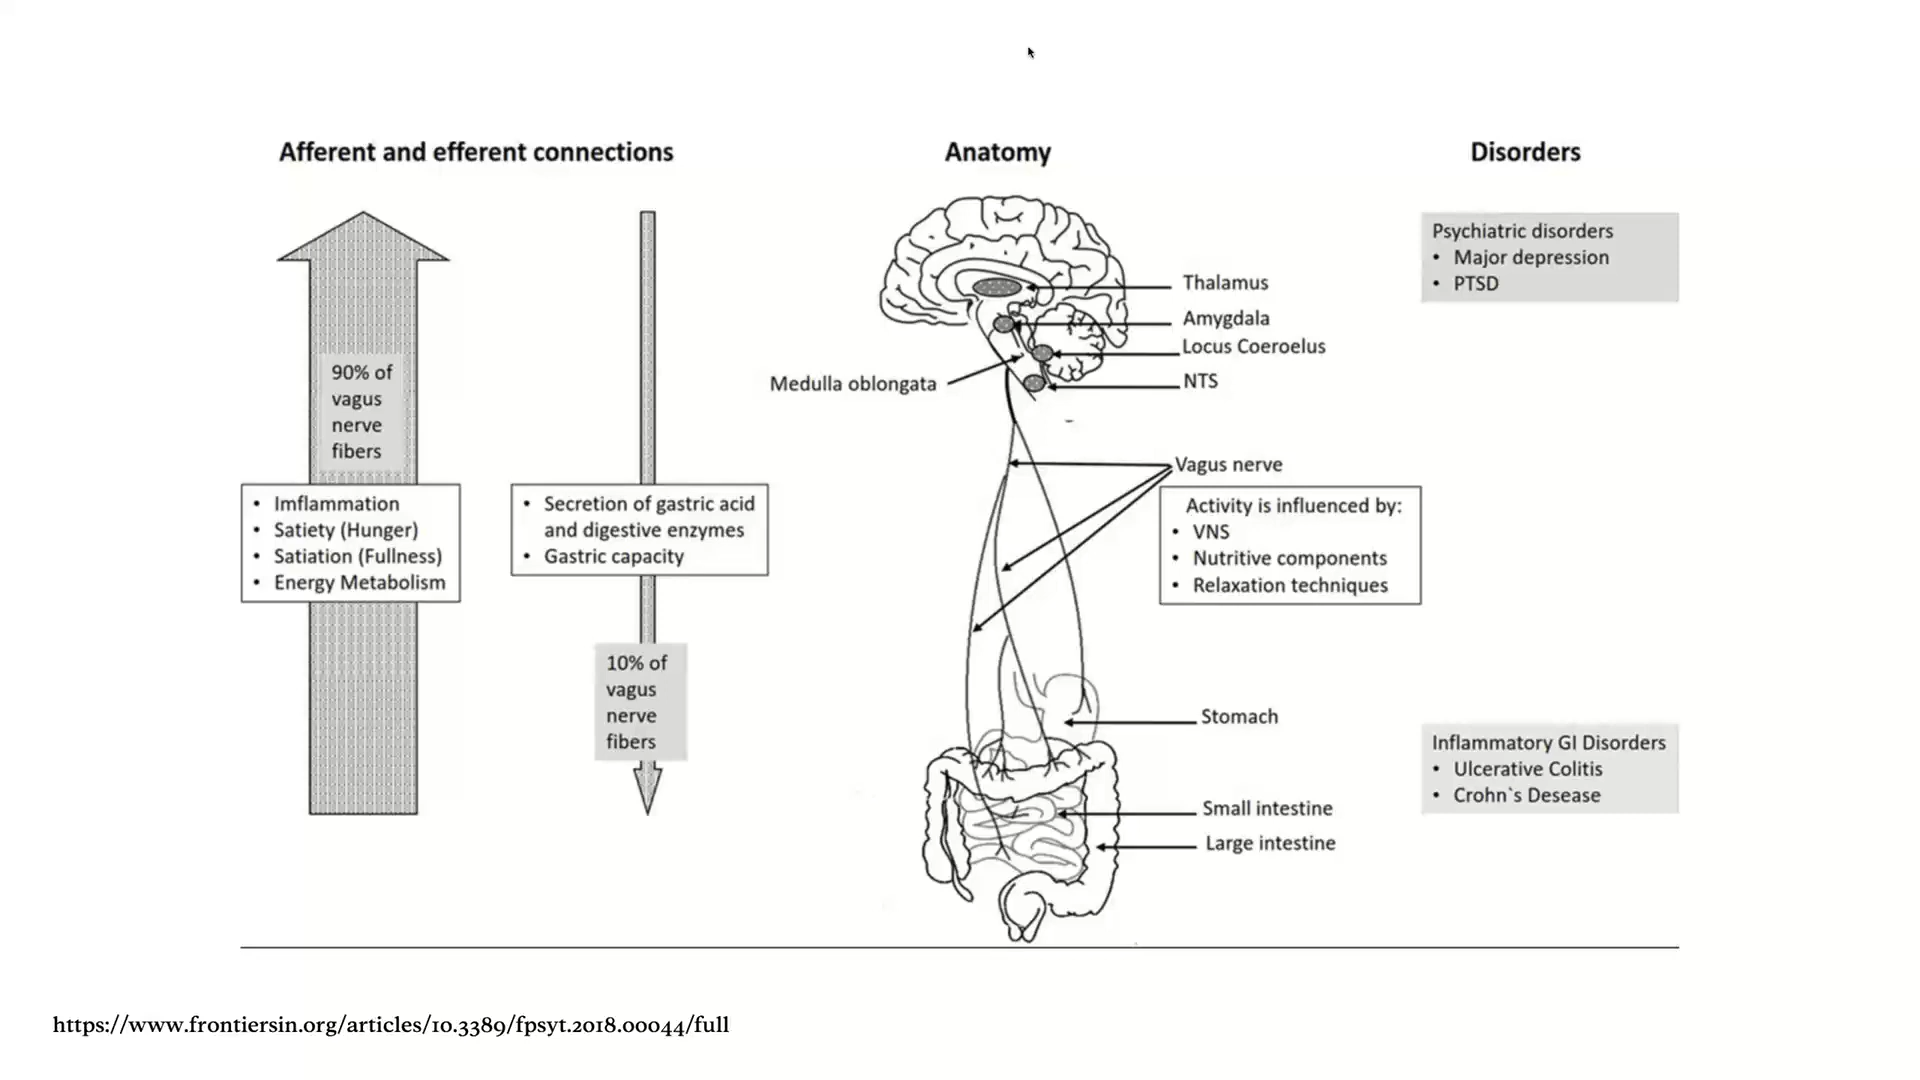 Afferent and efferent connections
90% of
vagus
nerve
fibers
• Imflammation
• Satiety (Hunger)
• Satiation (Fullness)
• Energy Metabolism
• Secretion of gastric acid
and digestive enzymes
• Gastric capacity
10% of
vagus
nerve
fibers
Anatomy
Thalamus
Amygdala
Locus Coeroelus
NTS
Medulla oblongata
Vagus nerve
Activity is influenced by:
• VNS
• Nutritive components
• Relaxation techniques
Stomach
Small intestine
Large intestine
Disorders
Psychiatric disorders
• Major depression
• PTSD
Inflammatory GI Disorders
• Ulcerative Colitis
• Crohn`s Desease
https://www.frontiersin.org/articles/10.3389/fpsyt.2018.00044/full